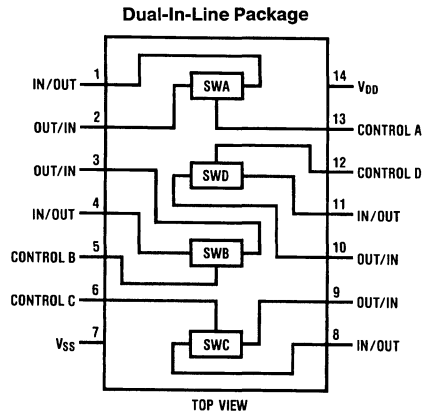 Dual-In-Line Package
IN/OUT 1
OUT/IN 2
OUT/IN 3
IN/OUT 4
CONTROL B 5
CONTROL C 6
VSS 7
SWA
SWD
SWB
SWC
14 VDD
13 CONTROL A
12 CONTROL D
11 IN/OUT
10 OUT/IN
9 OUT/IN
8 IN/OUT
TOP VIEW